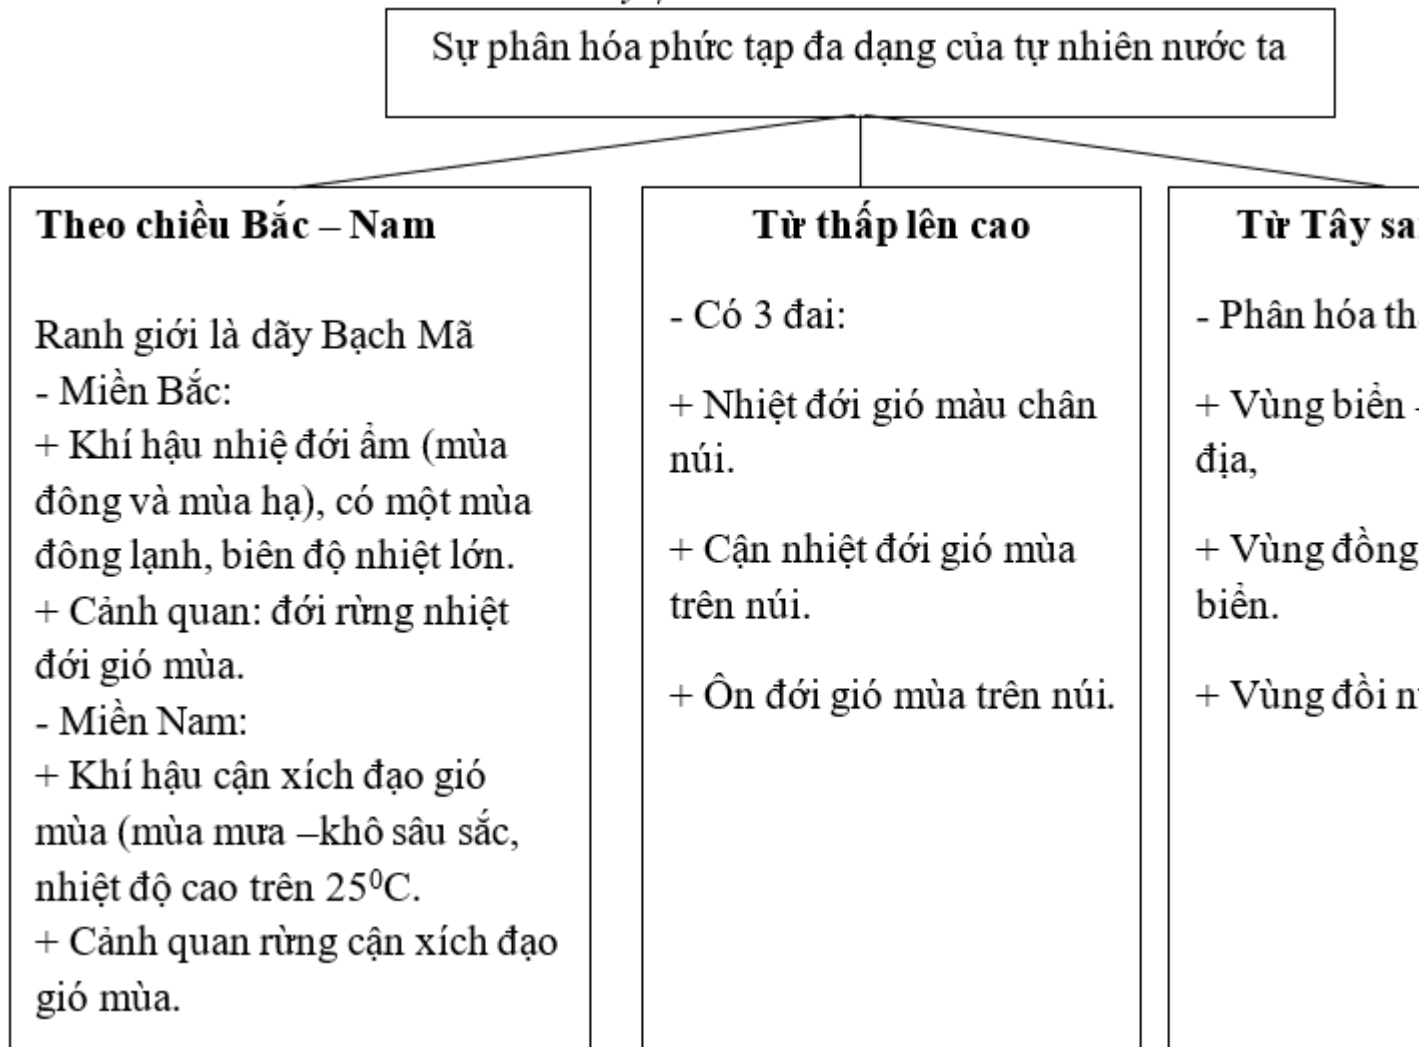 Sự phân hóa phức tạp đa dạng của tự nhiên nước ta
Theo chiều Bắc – Nam
Ranh giới là dãy Bạch Mã
- Miền Bắc:
+ Khí hậu nhiệ đới ẩm (mùa
đông và mùa hạ), có một mùa
đông lạnh, biên độ nhiệt lớn.
+ Cảnh quan: đới rừng nhiệt
đới gió mùa.
- Miền Nam:
+ Khí hậu cận xích đạo gió
mùa (mùa mưa –khô sâu sắc,
nhiệt độ cao trên 25⁰C.
+ Cảnh quan rừng cận xích đạo
gió mùa.
Từ thấp lên cao
- Có 3 đai:
+ Nhiệt đới gió màu chân
núi.
+ Cận nhiệt đới gió mùa
trên núi.
+ Ôn đới gió mùa trên núi.
Từ Tây
- Phân hóa
+ Vùng biển -
địa,
+ Vùng đồng
biển.
+ Vùng đồi